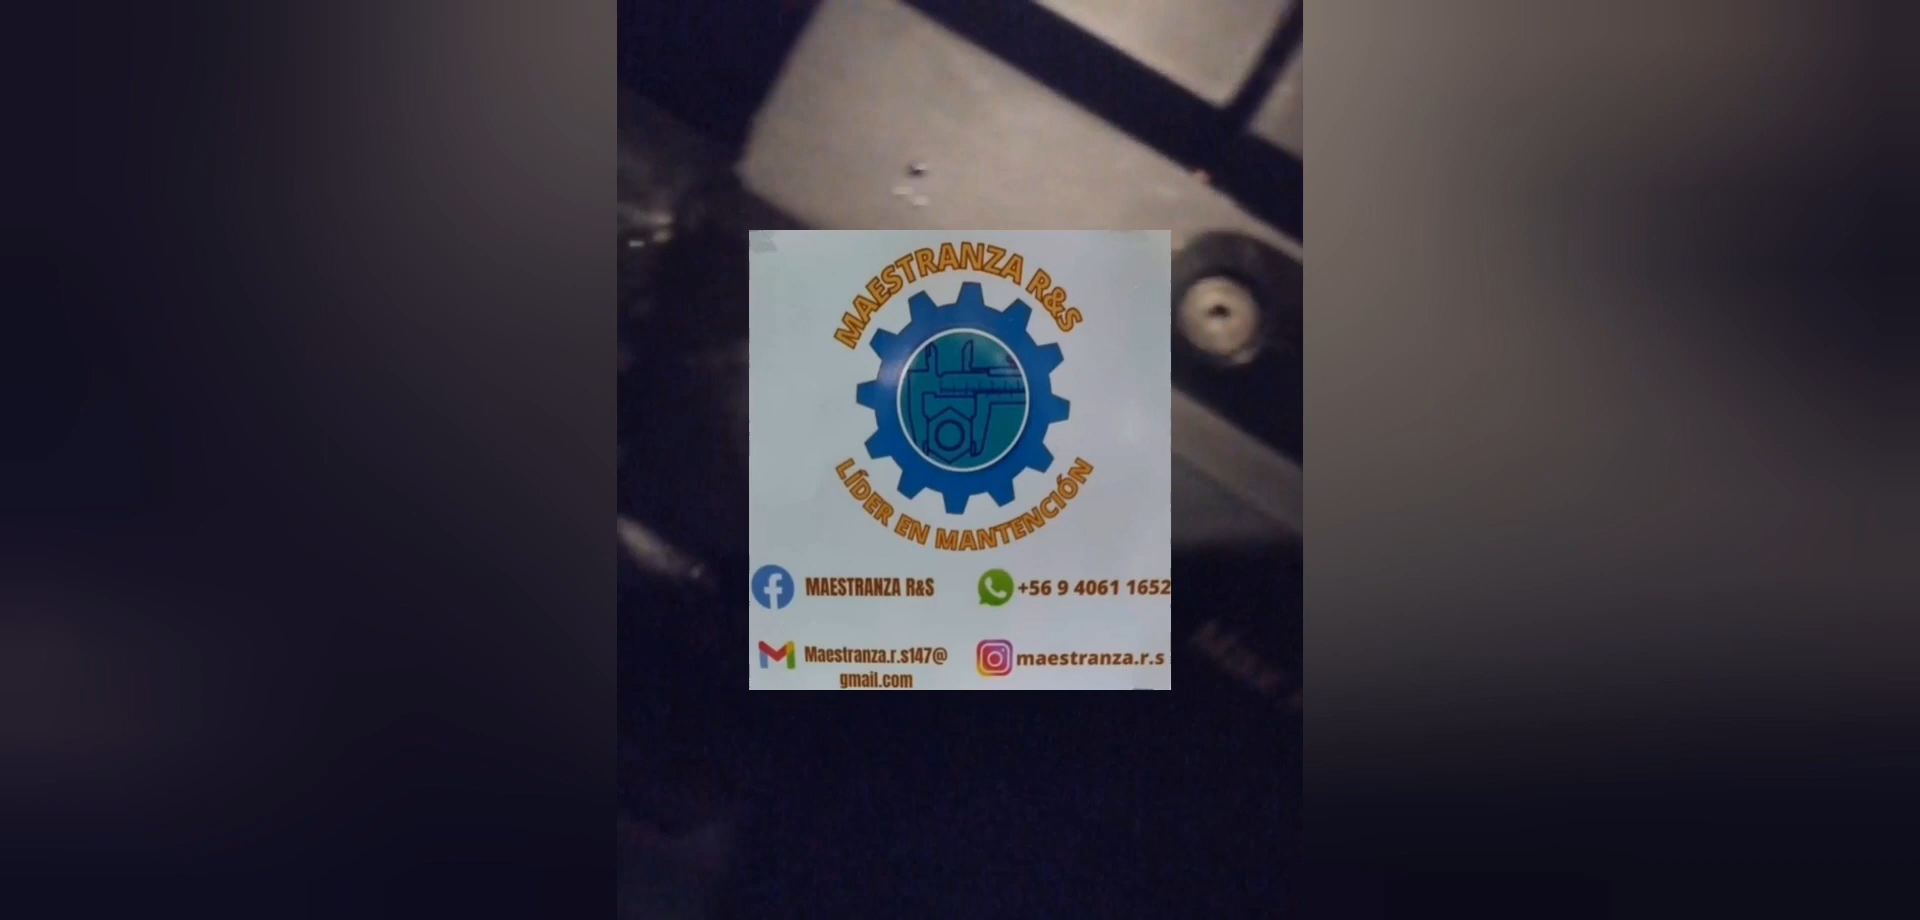 MAESTRANZA R&S
LÍDER EN MANTENCIÓN
MAESTRANZA R&S
+56 9 4061 1652
Maestranza.r.s147@
gmail.com
maestranza.r.s